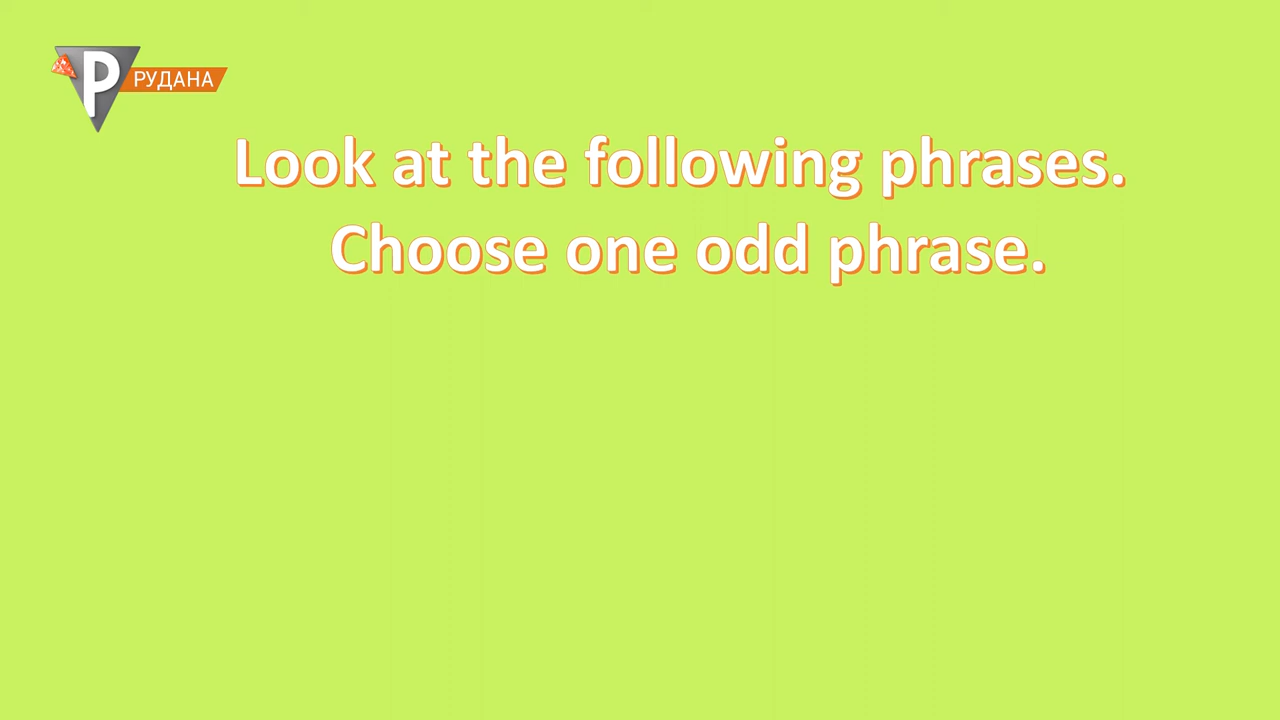 Р РУДАНА
Look at the following phrases.
Choose one odd phrase.